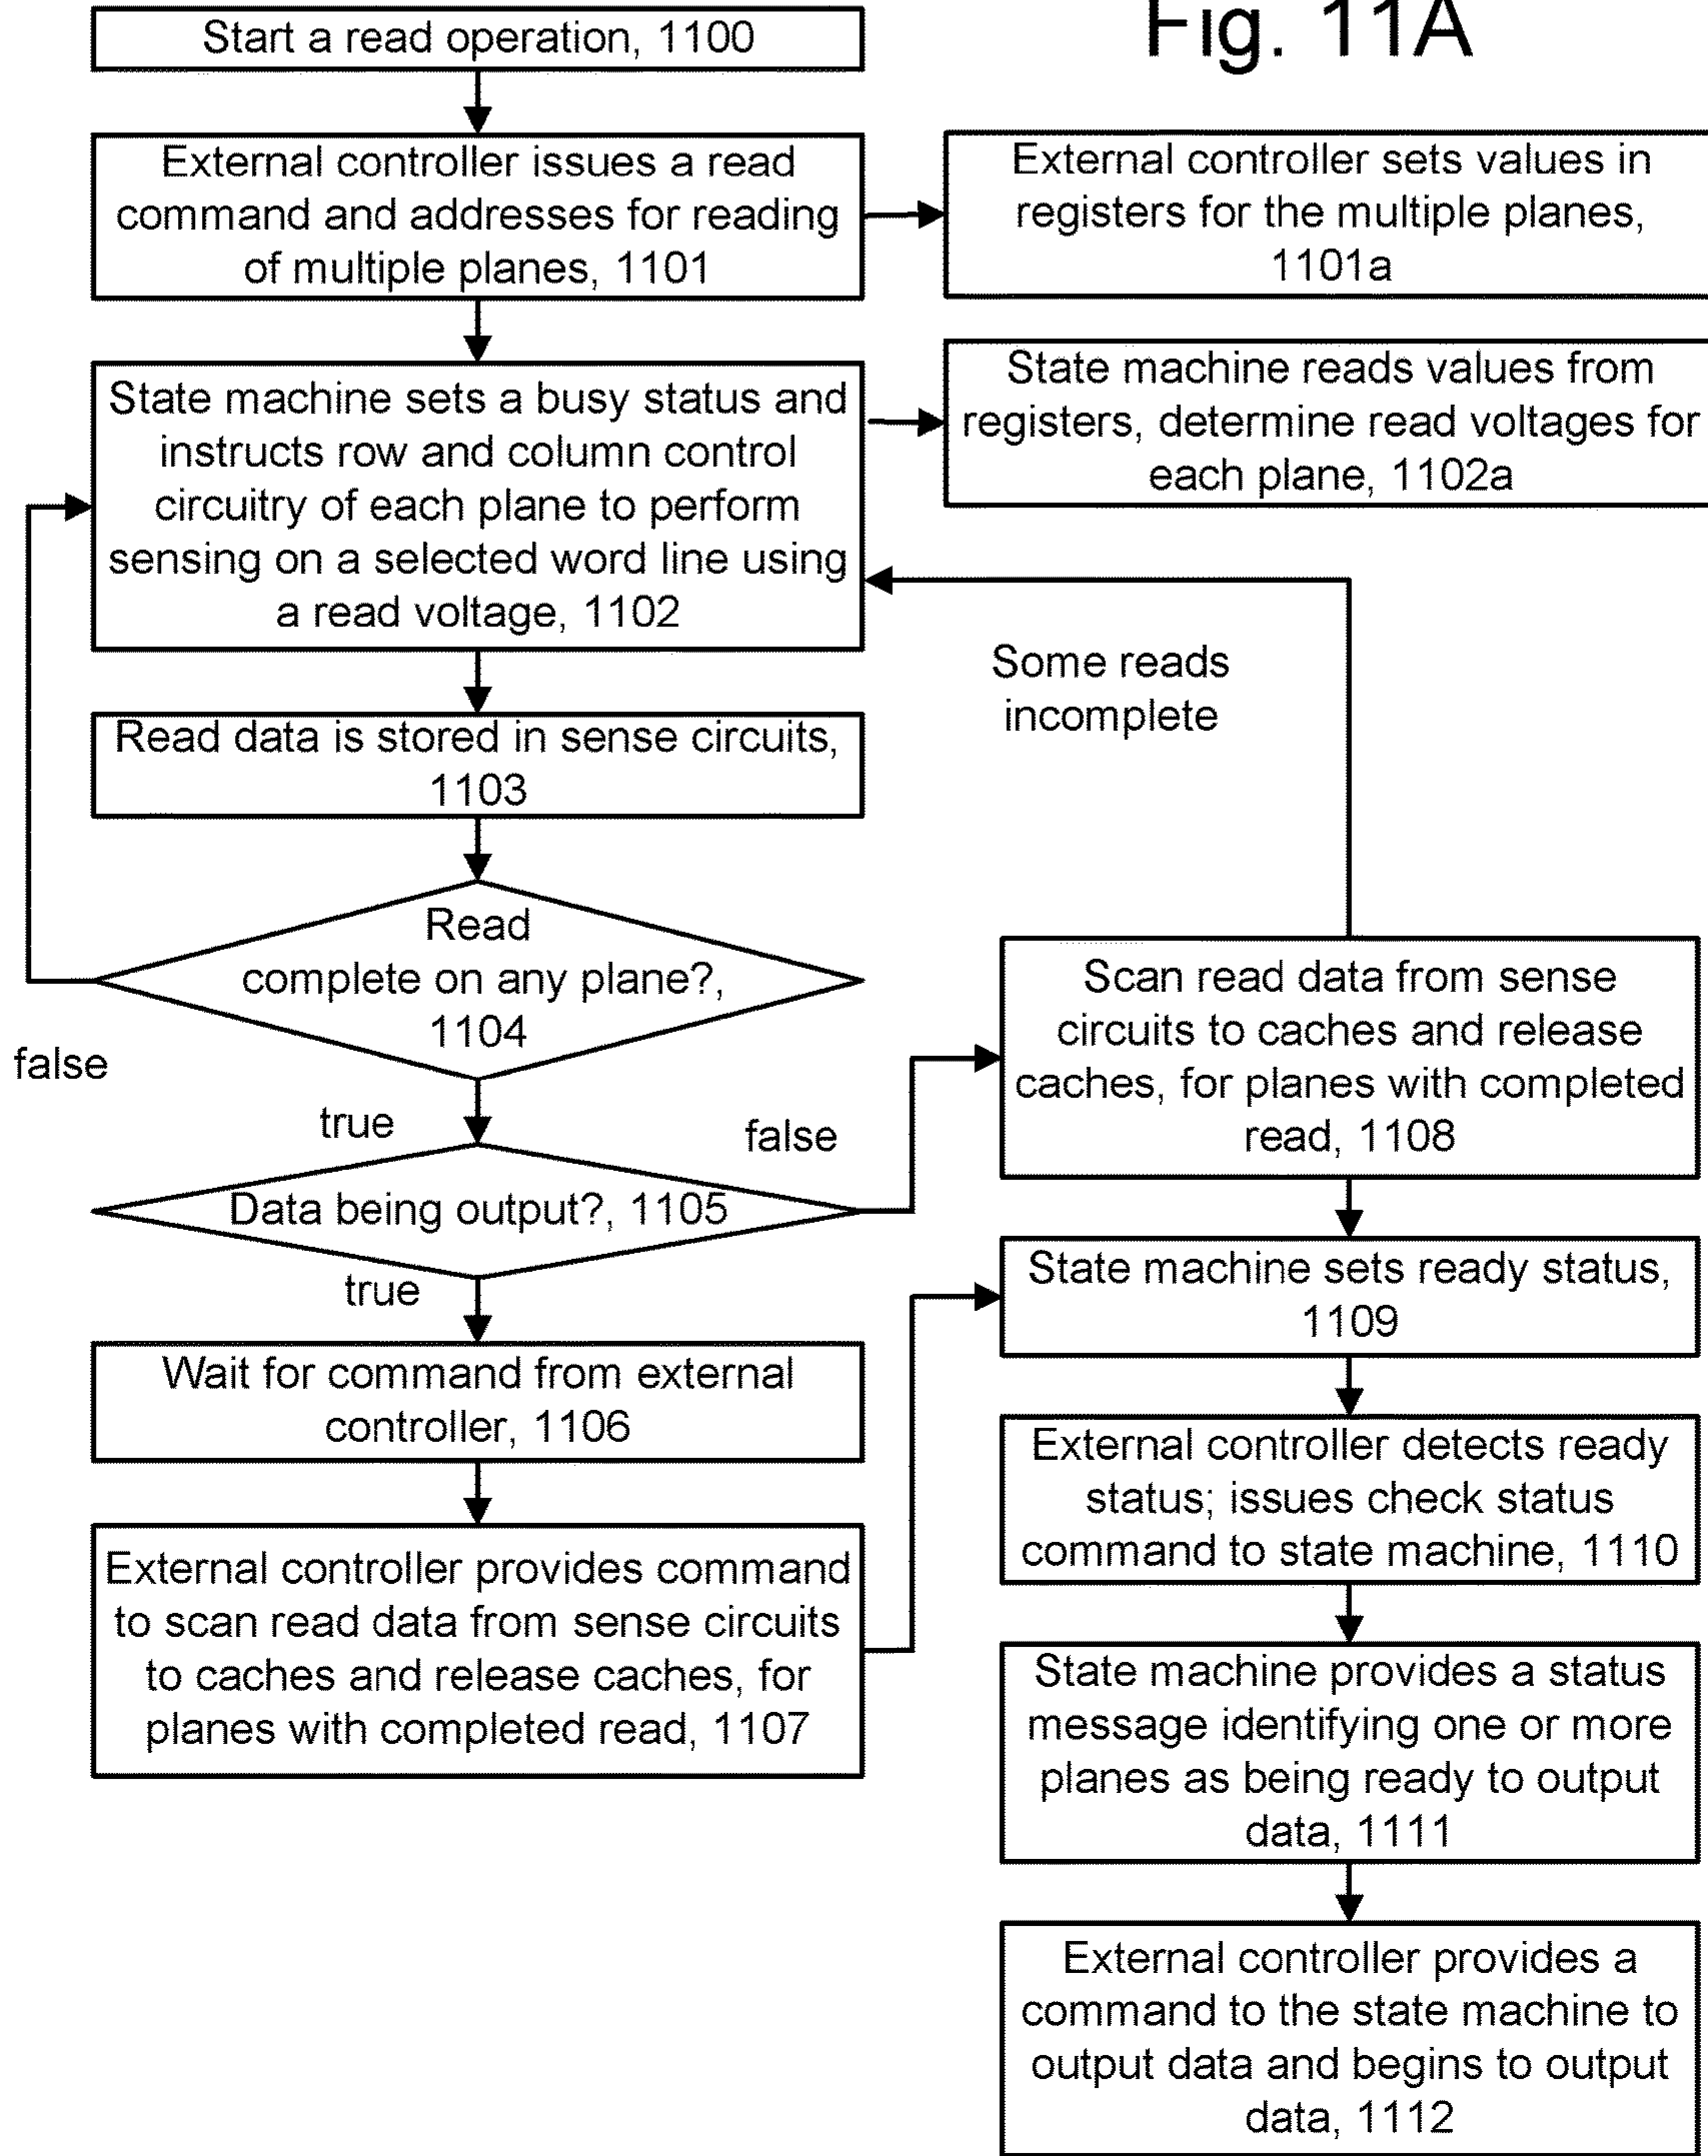 Fig. 11A
Start a read operation, 1100
External controller issues a read
command and addresses for reading
of multiple planes, 1101
External controller sets values in
registers for the multiple planes,
1101a
State machine sets a busy status and
instructs row and column control
circuitry of each plane to perform
sensing on a selected word line using
a read voltage, 1102
State machine reads values from
registers, determine read voltages for
each plane, 1102a
Some reads
incomplete
Read data is stored in sense circuits,
1103
Read
complete on any plane?,
1104
false
true
Data being output?, 1105
false
true
Wait for command from external
controller, 1106
External controller provides command
to scan read data from sense circuits
to caches and release caches, for
planes with completed read, 1107
Scan read data from sense
circuits to caches and release
caches, for planes with completed
read, 1108
State machine sets ready status,
1109
External controller detects ready
status; issues check status
command to state machine, 1110
State machine provides a status
message identifying one or more
planes as being ready to output
data, 1111
External controller provides a
command to the state machine to
output data and begins to output
data, 1112